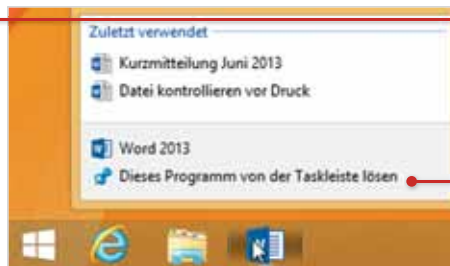 Zuletzt verwendet
Kurzmitteilung Juni 2013
Datei kontrollieren vor Druck
Word 2013
Dieses Programm von der Taskleiste lösen